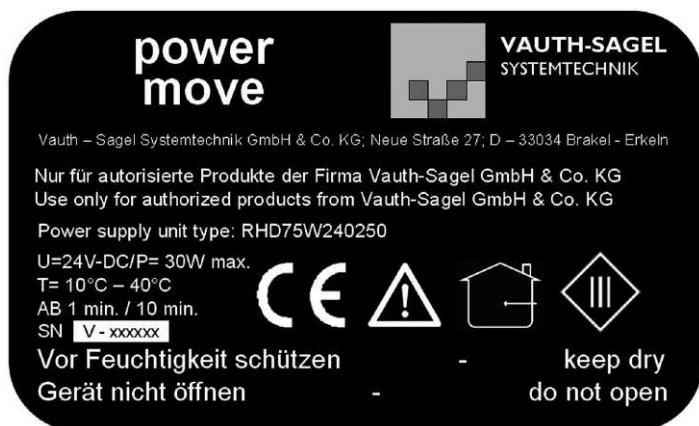 power
move
VAUTH-SAGEL
SYSTEMTECHNIK
Vauth – Sagel Systemtechnik GmbH & Co. KG; Neue Straße 27; D – 33034 Brakel - Erkeln
Nur für autorisierte Produkte der Firma Vauth-Sagel GmbH & Co. KG
Use only for authorized products from Vauth-Sagel GmbH & Co. KG
Power supply unit type: RHD75W240250
U=24V-DC/P= 30W max.
T= 10°C – 40°C
AB 1 min. / 10 min.
SN V - xxxxxx
CE
III
Vor Feuchtigkeit schützen - keep dry
Gerät nicht öffnen - do not open